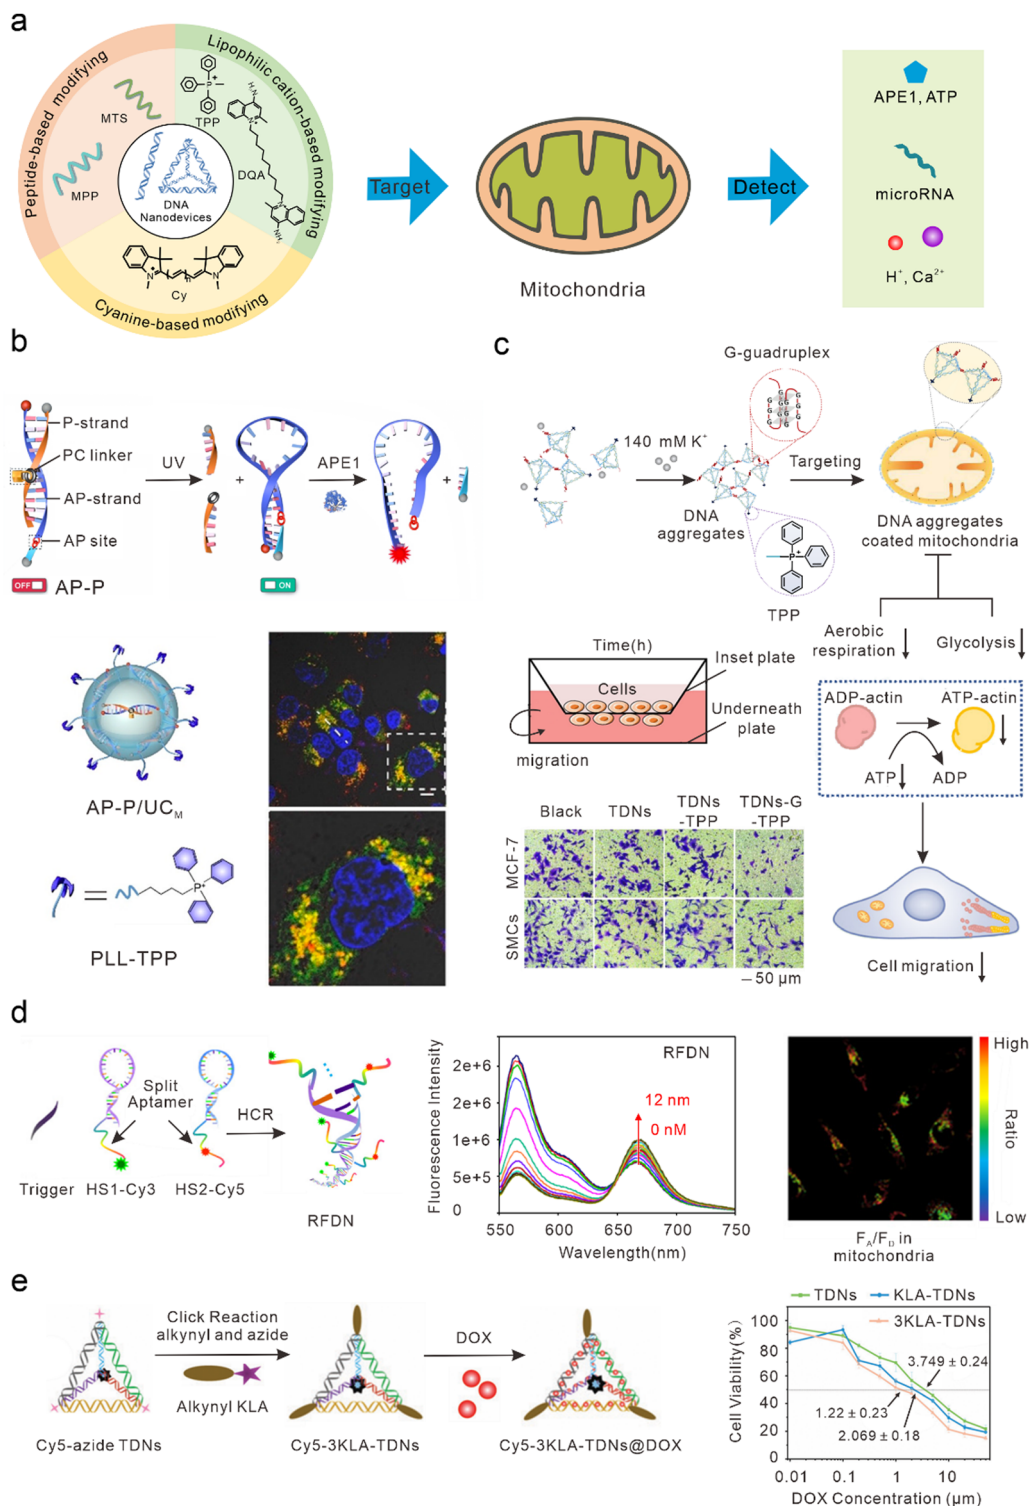 a
Peptide-based modifying
Lipophilic cation-based modifying
Cyanine-based modifying
MTS
MPP
TPP
DQA
H₂N
NH₂
N⁺
N
Cy
DNA
Nanodevices
Target
Mitochondria
Detect
APE1, ATP
microRNA
H⁺, Ca²⁺
b
P-strand
PC linker
AP-strand
AP site
OFF
AP-P
UV
+
ON
APE1
+
AP-P/UCM
PLL-TPP
P⁺
c
G-guadruplex
G
140 mM K⁺
DNA
aggregates
Targeting
P⁺
TPP
DNA aggregates
coated mitochondria
Aerobic
respiration
Glycolysis
ADP-actin
ATP-actin
ATP
ADP
Cell migration
Time(h)
Cells
Inset plate
Underneath
plate
migration
Black
TDNs
TDNs
-TPP
TDNs-G
-TPP
MCF-7
SMCs
50 μm
d
Trigger
HS1-Cy3
Split
Aptamer
HS2-Cy5
HCR
RFDN
Fluorescence Intensity
2e+6
2e+6
1e+6
5e+5
0
550
600
650
700
750
Wavelength(nm)
RFDN
12 nm
0 nM
High
Ratio
Low
FA/FD in
mitochondria
e
Cy5-azide TDNs
Click Reaction
alkynyl and azide
Alkynyl KLA
Cy5-3KLA-TDNs
DOX
Cy5-3KLA-TDNs@DOX
TDNs
KLA-TDNs
3KLA-TDNs
Cell Viability(%)
100
80
60
40
20
0
3.749 ± 0.24
1.22 ± 0.23
2.069 ± 0.18
0.01
0.1
1
10
DOX Concentration (μm)